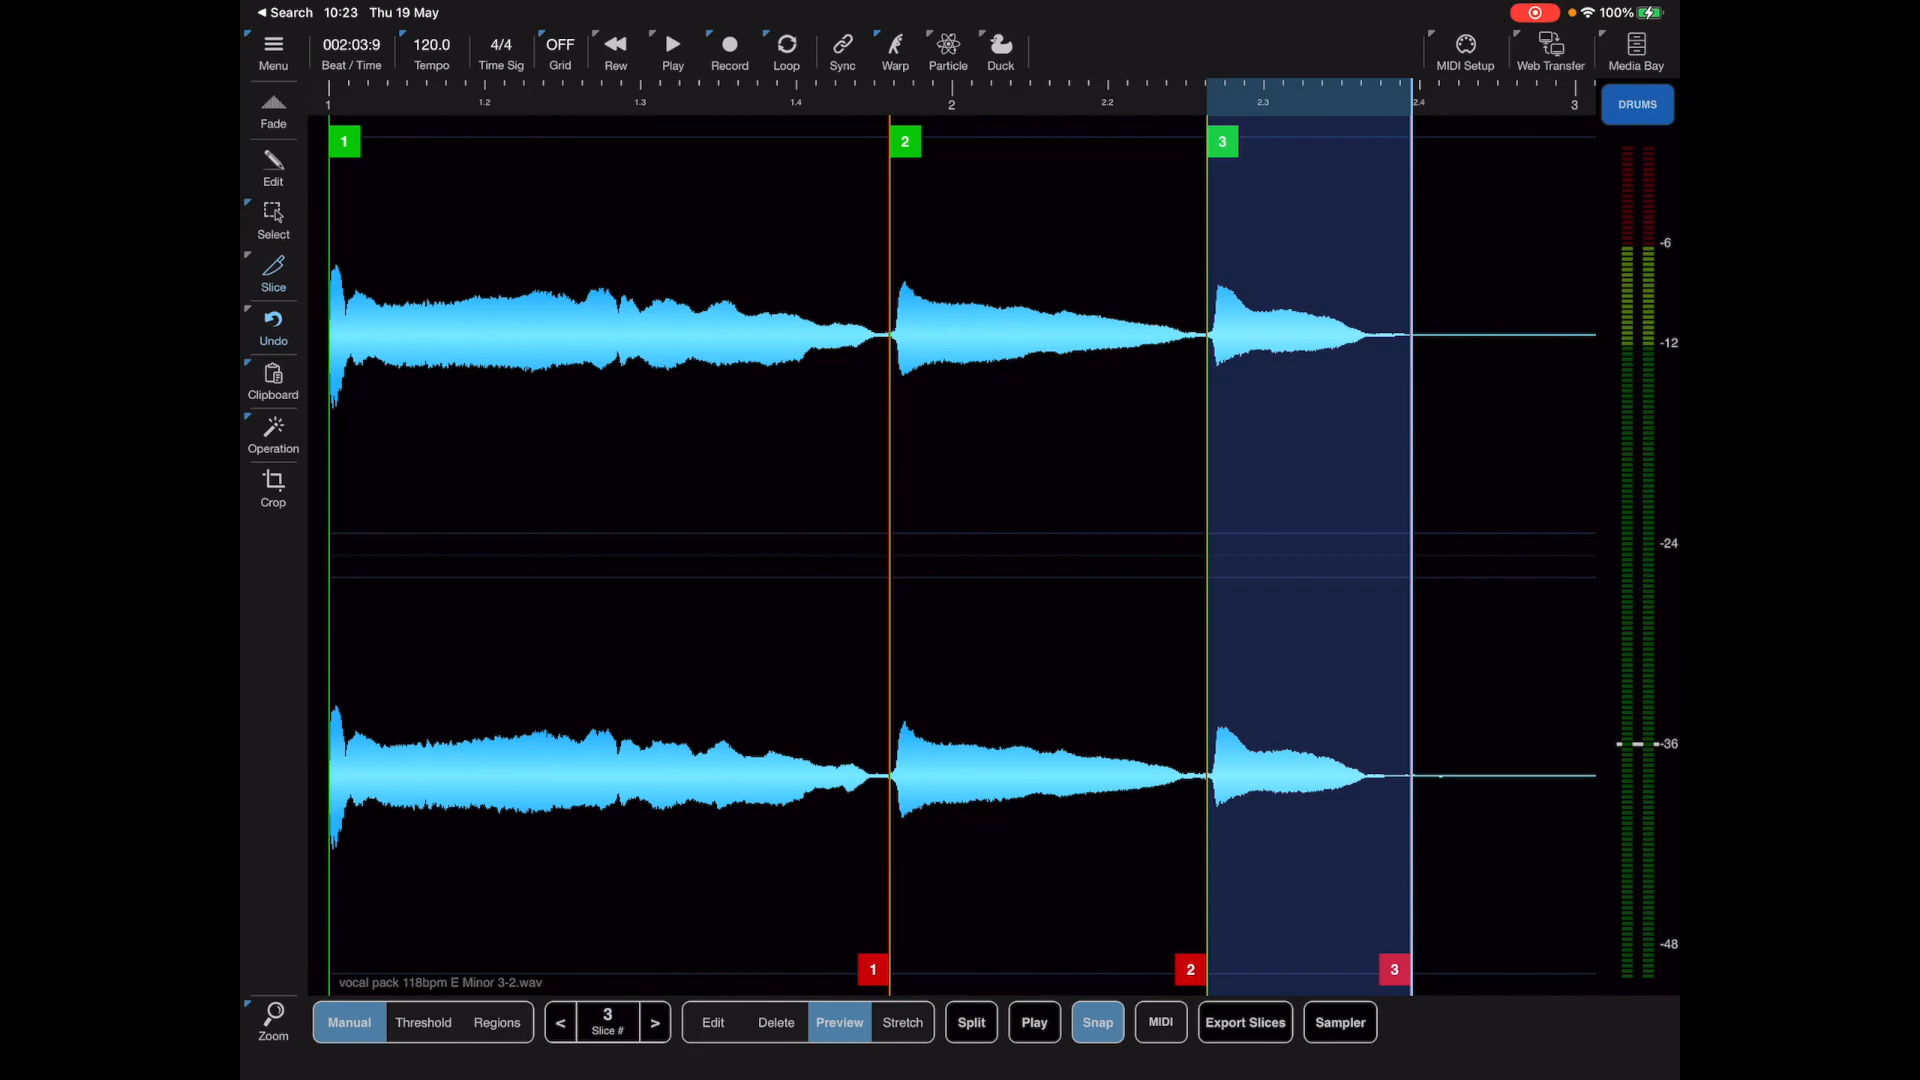 Search 10:23 Thu 19 May 100%
Menu
002:03:9 Beat / Time
120.0 Tempo
4/4 Time Sig
OFF Grid
Rew
Play
Record
Loop
Sync
Warp
Particle
Duck
MIDI Setup
Web Transfer
Media Bay
1 1.2 1.3 1.4 2 2.2 2.3 2.4 3
DRUMS
Fade
Edit
Select
Slice
Undo
Clipboard
Operation
Crop
1 2 3
-6
-12
-24
-36
-48
1 2 3
vocal pack 118bpm E Minor 3-2.wav
Zoom
Manual Threshold Regions
< 3 Slice # >
Edit Delete Preview Stretch
Split
Play
Snap
MIDI
Export Slices
Sampler